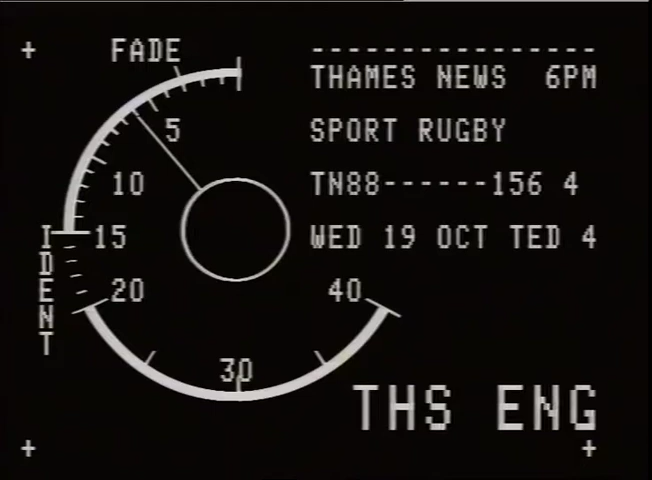 FADE
----------------
THAMES NEWS 6PM
5
SPORT RUGBY
10
TN88------156 4
IDENT
15
WED 19 OCT TED 4
20
40
30
THS ENG